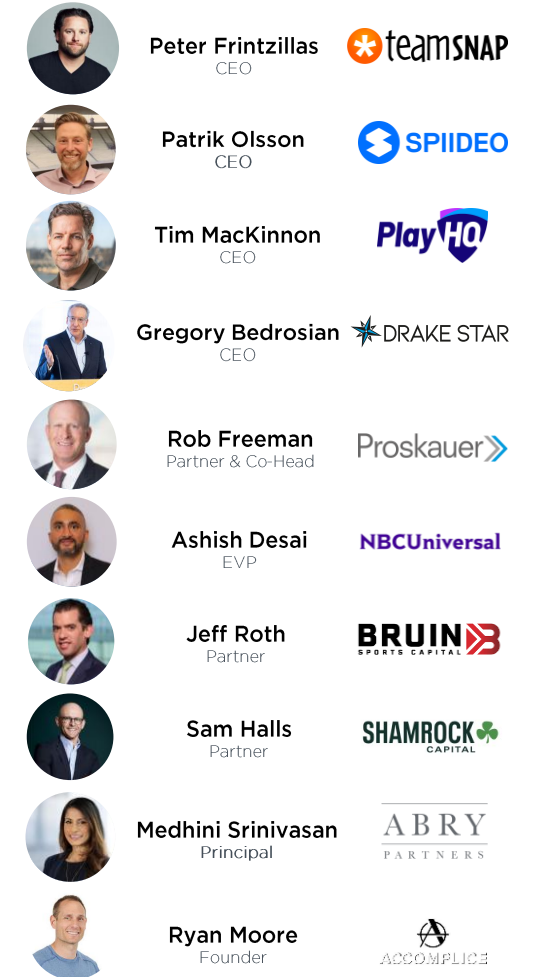 Peter Frintzillas
CEO
teamSNAP
Patrik Olsson
CEO
SPIIDEO
Tim MacKinnon
CEO
PlayHQ
Gregory Bedrosian
CEO
DRAKE STAR
Rob Freeman
Partner & Co-Head
Proskauer
Ashish Desai
EVP
NBCUniversal
Jeff Roth
Partner
BRUIN
SPORTS CAPITAL
Sam Halls
Partner
SHAMROCK
CAPITAL
Medhini Srinivasan
Principal
ABRY
PARTNERS
Ryan Moore
Founder
ACCOMPLICE